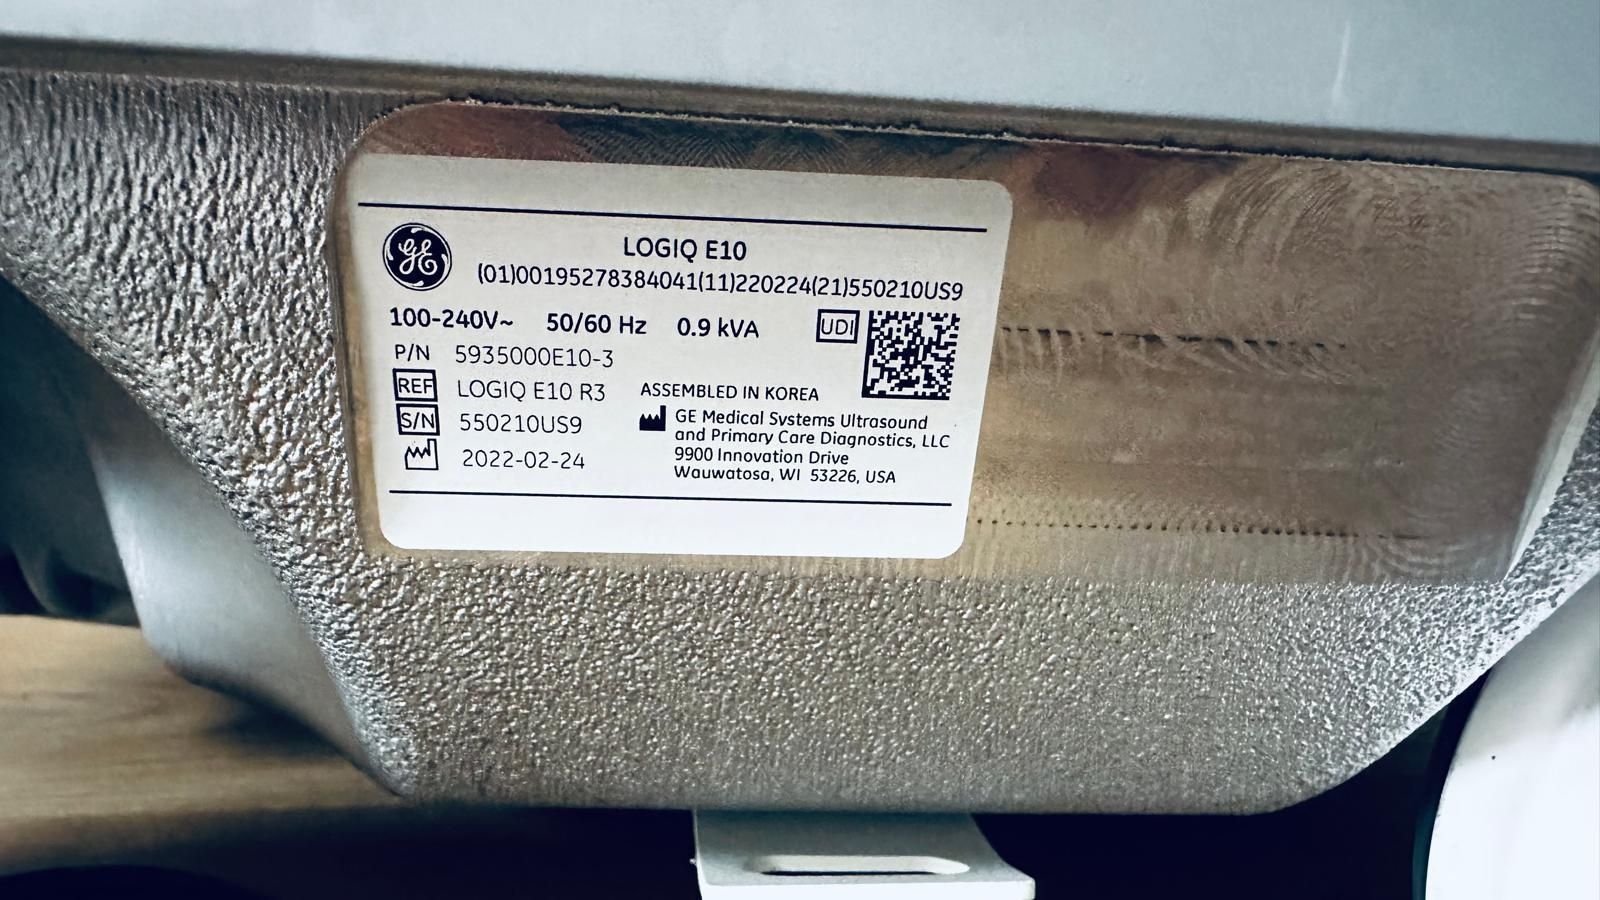 GE
LOGIQ E10
(01)00195278384041(11)220224(21)550210US9
100-240V~ 50/60 Hz 0.9 kVA UDI
P/N 5935000E10-3
REF LOGIQ E10 R3
S/N 550210US9
2022-02-24
ASSEMBLED IN KOREA
GE Medical Systems Ultrasound
and Primary Care Diagnostics, LLC
9900 Innovation Drive
Wauwatosa, WI 53226, USA